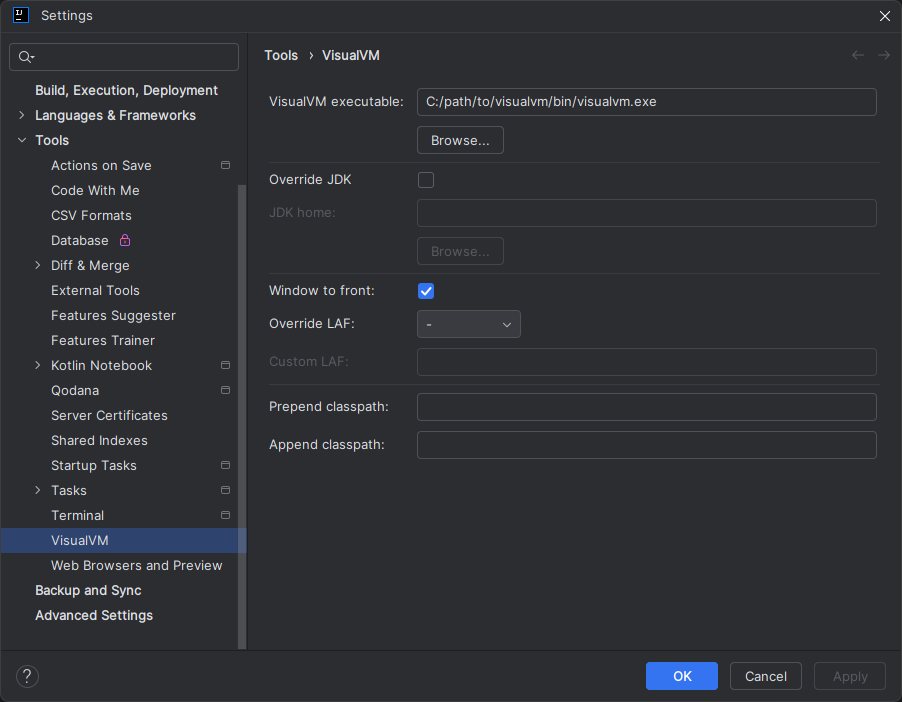 IJ
Settings
Build, Execution, Deployment
Languages & Frameworks
Tools
Actions on Save
Code With Me
CSV Formats
Database
Diff & Merge
External Tools
Features Suggester
Features Trainer
Kotlin Notebook
Qodana
Server Certificates
Shared Indexes
Startup Tasks
Tasks
Terminal
VisualVM
Web Browsers and Preview
Backup and Sync
Advanced Settings
Tools › VisualVM
VisualVM executable: C:/path/to/visualvm/bin/visualvm.exe
Browse...
Override JDK
JDK home:
Browse...
Window to front:
Override LAF: -
Custom LAF:
Prepend classpath:
Append classpath:
?
OK Cancel Apply